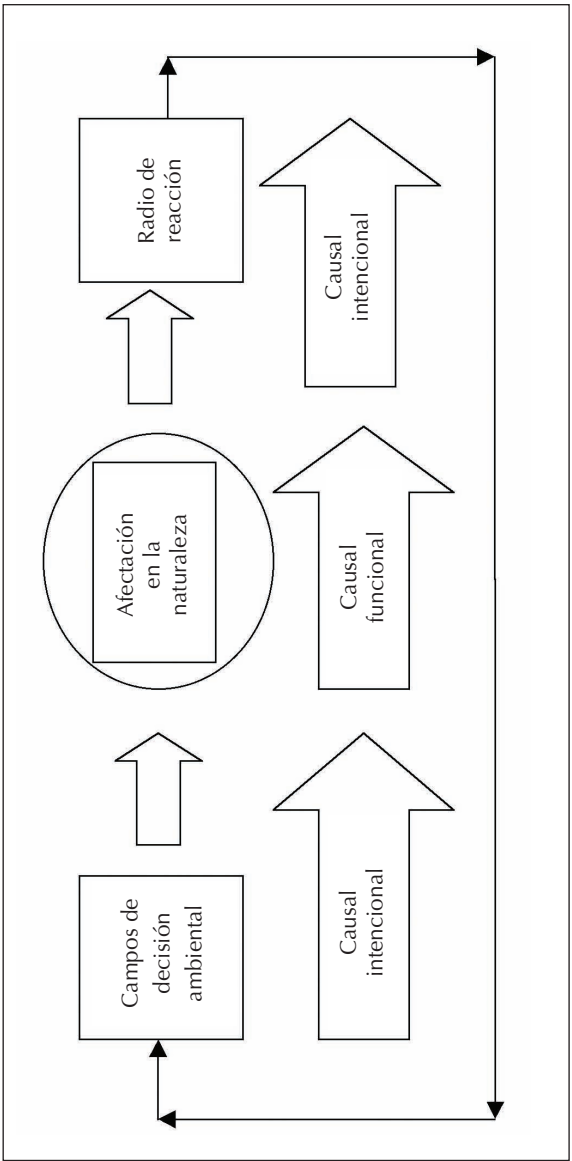 Campos de
decisión
ambiental
Afectación
en la
naturaleza
Radio de
reacción
Causal
intencional
Causal
funcional
Causal
intencional